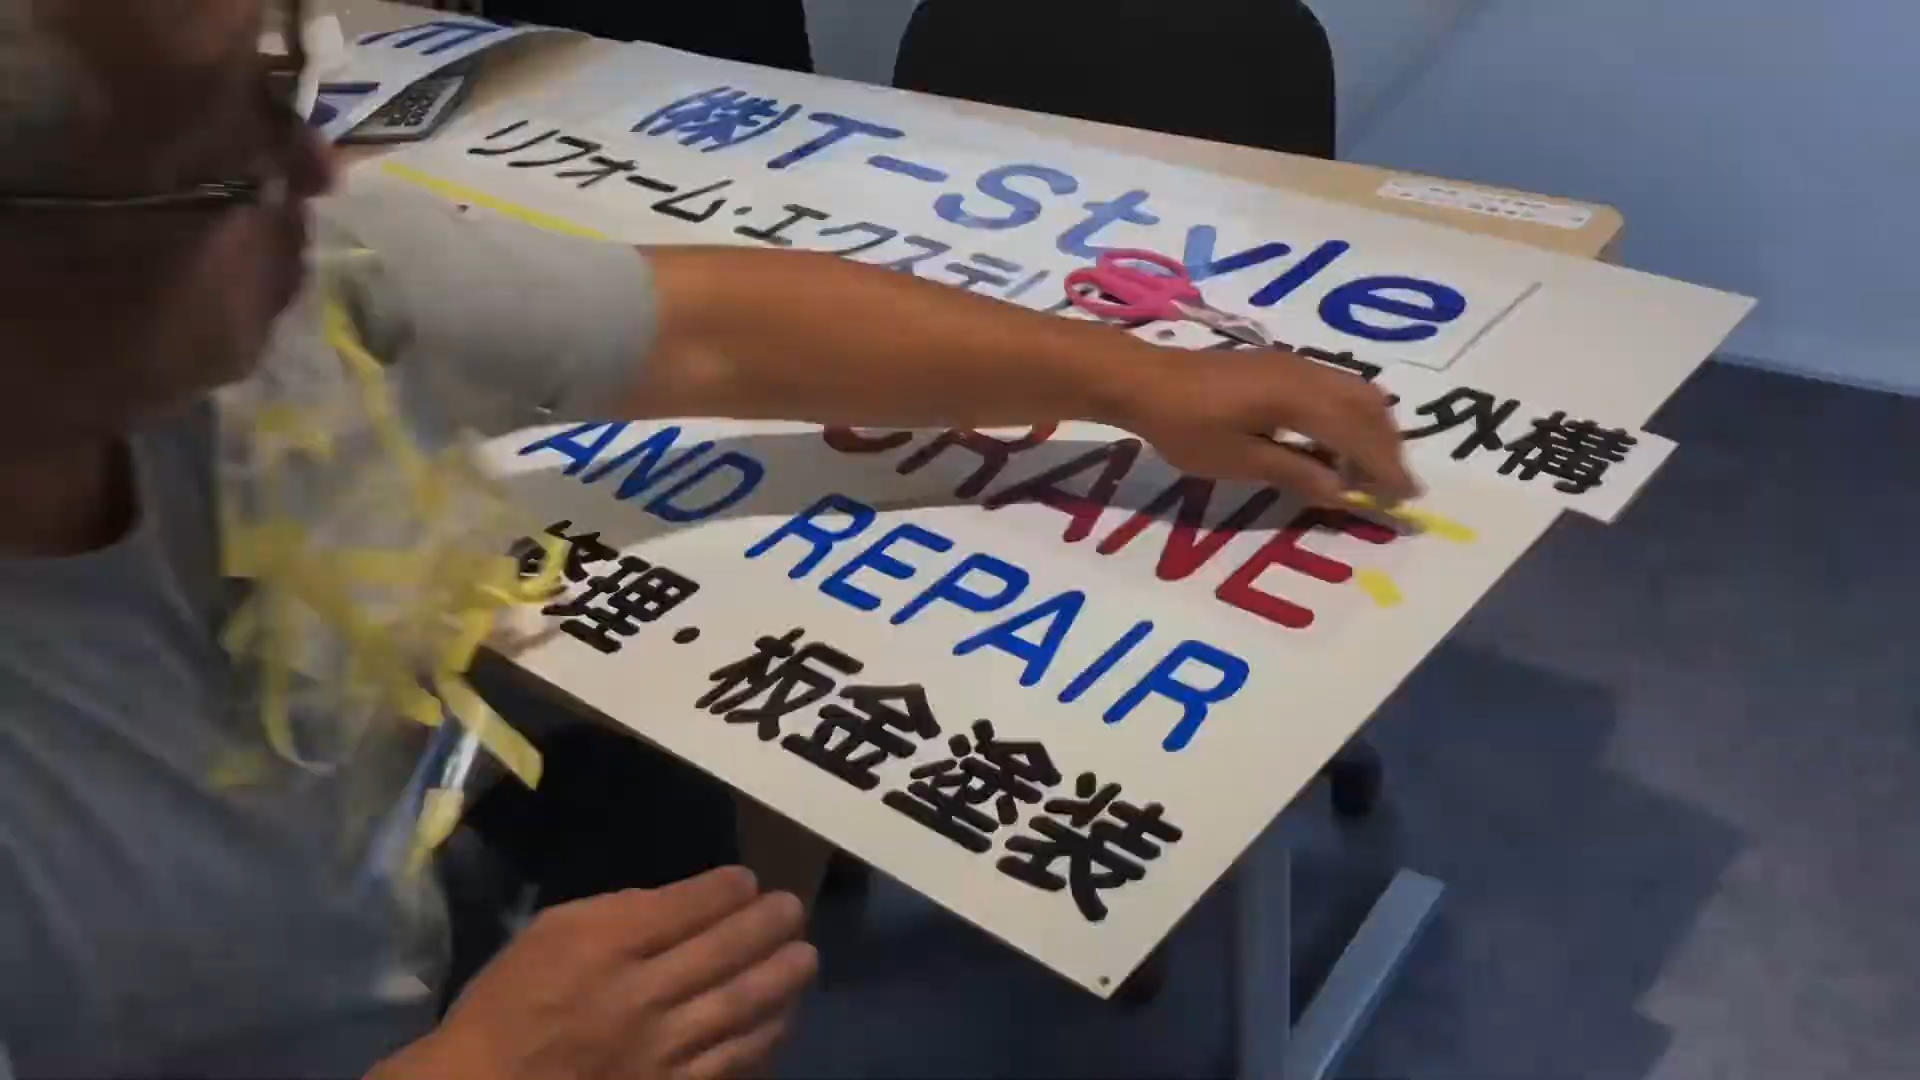 ㈱T-Style
リフォーム・エクステリ
・外構
CRANE
AND REPAIR
修理・板金塗装